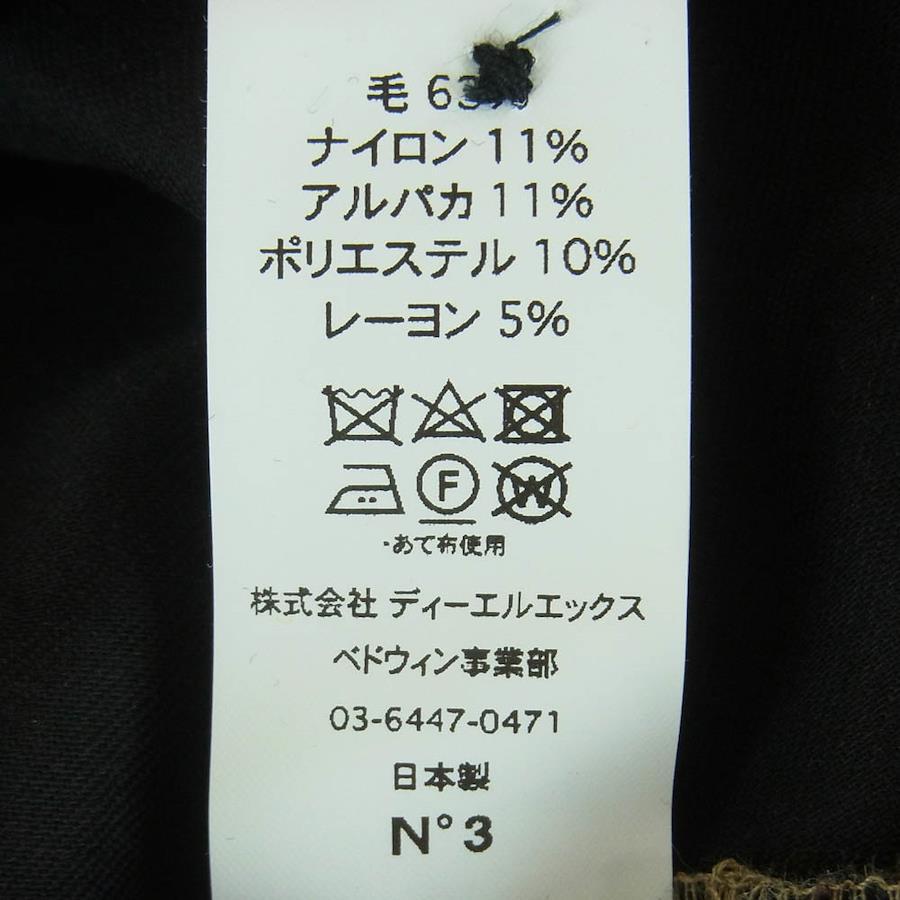 毛 63%
ナイロン 11%
アルパカ 11%
ポリエステル 10%
レーヨン 5%
F
W
・あて布使用
株式会社 ディーエルエックス
ベドウィン事業部
03-6447-0471
日本製
N°3